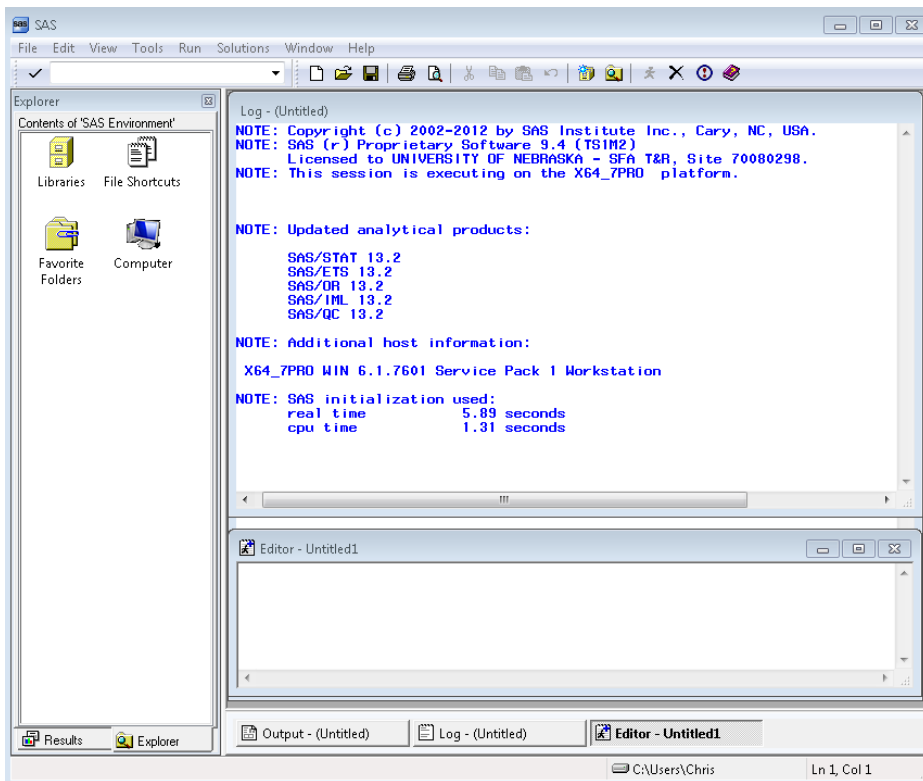 sas SAS
File Edit View Tools Run Solutions Window Help
Explorer
Contents of 'SAS Environment'
Libraries File Shortcuts
Favorite Folders
Computer
Log - (Untitled)
NOTE: Copyright (c) 2002-2012 by SAS Institute Inc., Cary, NC, USA.
NOTE: SAS (r) Proprietary Software 9.4 (TS1M2)
Licensed to UNIVERSITY OF NEBRASKA - SFA T&R, Site 70080298.
NOTE: This session is executing on the X64_7PRO  platform.
NOTE: Updated analytical products:
SAS/STAT 13.2
SAS/ETS 13.2
SAS/OR 13.2
SAS/IML 13.2
SAS/QC 13.2
NOTE: Additional host information:
X64_7PRO WIN 6.1.7601 Service Pack 1 Workstation
NOTE: SAS initialization used:
real time 5.89 seconds
cpu time 1.31 seconds
Editor - Untitled1
Results Explorer
Output - (Untitled) Log - (Untitled) Editor - Untitled1
C:\Users\Chris Ln 1, Col 1